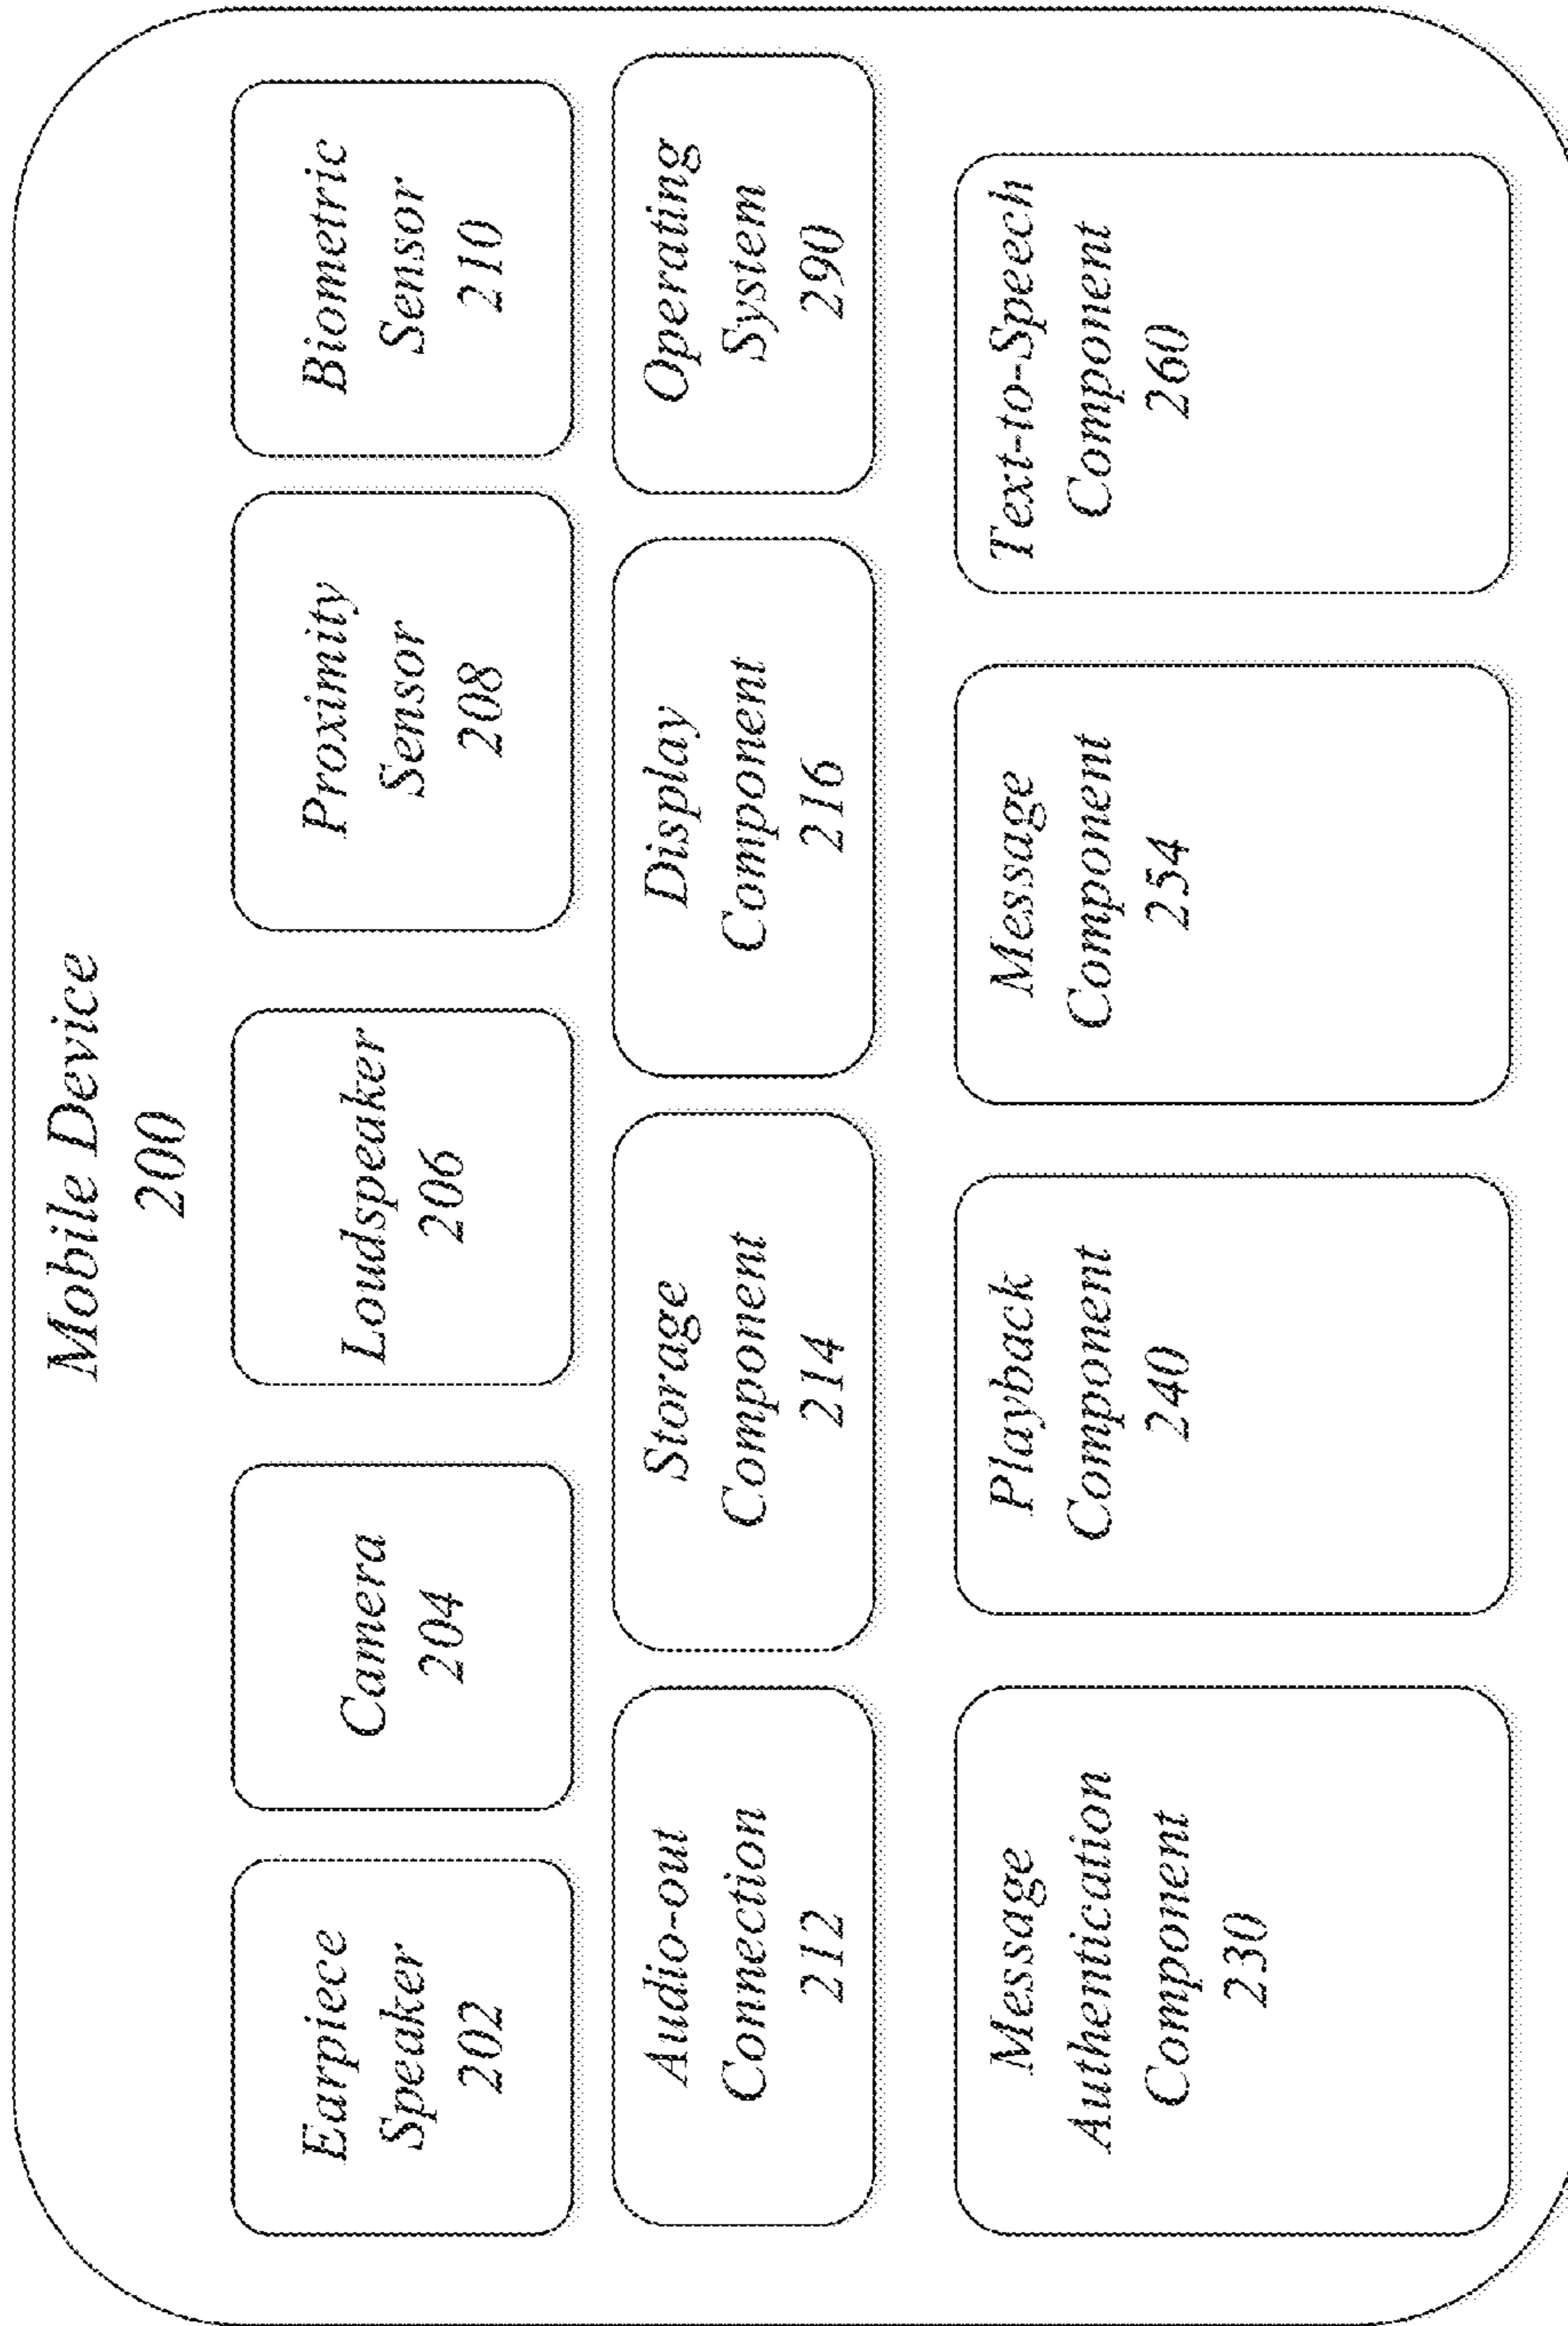 Mobile Device
200
Earpiece
Speaker
202
Camera
204
Loudspeaker
206
Proximity
Sensor
208
Biometric
Sensor
210
Audio-out
Connection
212
Storage
Component
214
Display
Component
216
Operating
System
290
Message
Authentication
Component
230
Playback
Component
240
Message
Component
254
Text-to-Speech
Component
260